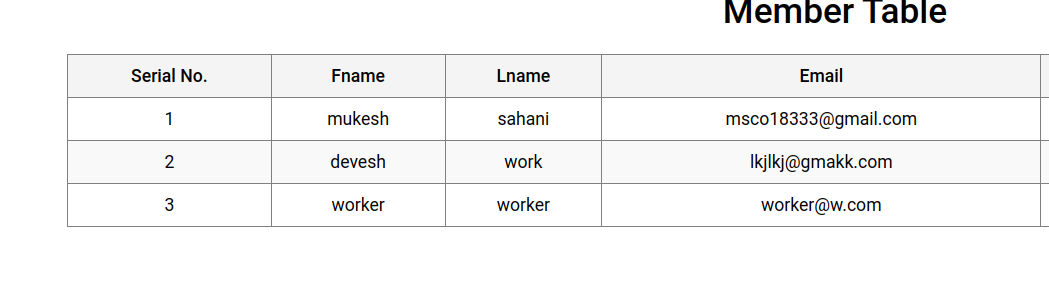 Member Table
Serial No. Fname Lname Email
1 mukesh sahani msco18333@gmail.com
2 devesh work lkjlkj@gmakk.com
3 worker worker worker@w.com